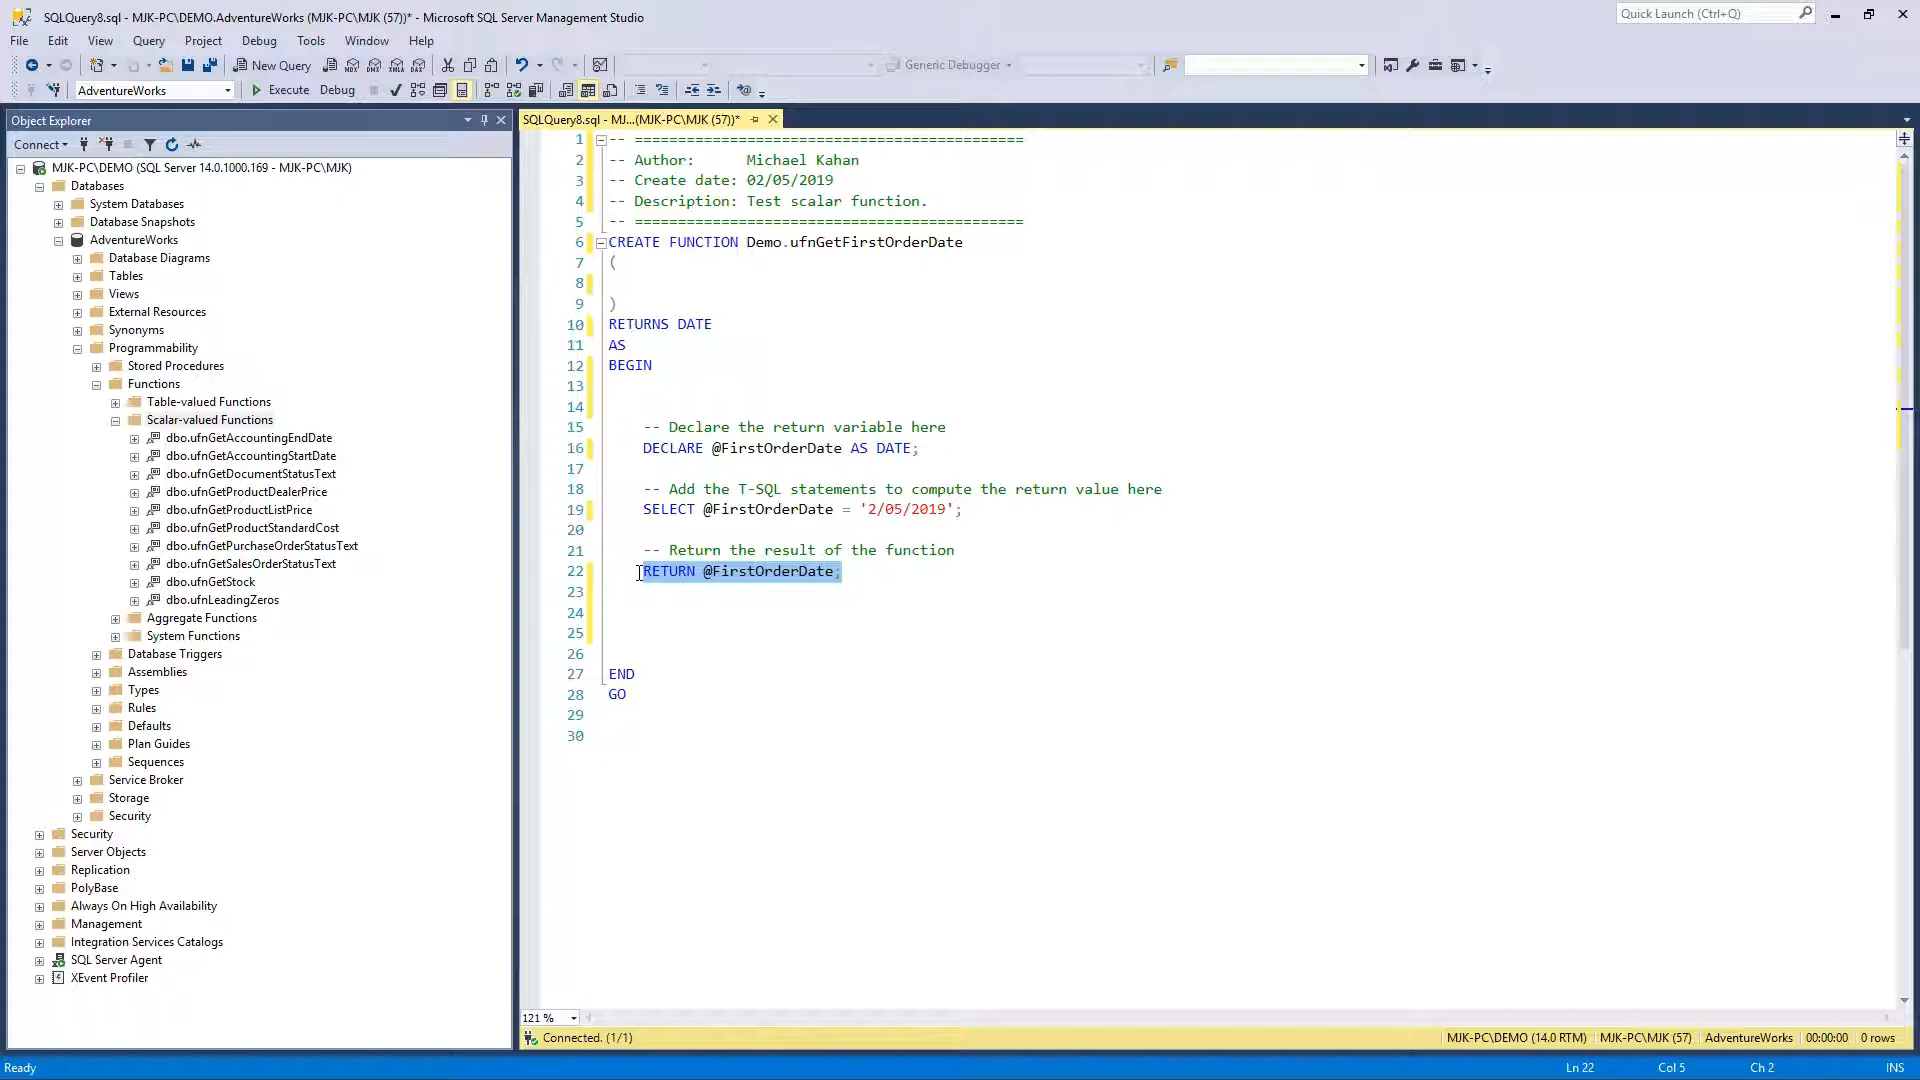 SQLQuery8.sql - MJK-PC\DEMO.AdventureWorks (MJK-PC\MJK (57))* - Microsoft SQL Server Management Studio
Quick Launch (Ctrl+Q)
File Edit View Query Project Debug Tools Window Help
New Query
MDX DMX XMLA DAX
Generic Debugger
AdventureWorks
Execute Debug
Object Explorer
Connect
MJK-PC\DEMO (SQL Server 14.0.1000.169 - MJK-PC\MJK)
Databases
System Databases
Database Snapshots
AdventureWorks
Database Diagrams
Tables
Views
External Resources
Synonyms
Programmability
Stored Procedures
Functions
Table-valued Functions
Scalar-valued Functions
dbo.ufnGetAccountingEndDate
dbo.ufnGetAccountingStartDate
dbo.ufnGetDocumentStatusText
dbo.ufnGetProductDealerPrice
dbo.ufnGetProductListPrice
dbo.ufnGetProductStandardCost
dbo.ufnGetPurchaseOrderStatusText
dbo.ufnGetSalesOrderStatusText
dbo.ufnGetStock
dbo.ufnLeadingZeros
Aggregate Functions
System Functions
Database Triggers
Assemblies
Types
Rules
Defaults
Plan Guides
Sequences
Service Broker
Storage
Security
Security
Server Objects
Replication
PolyBase
Always On High Availability
Management
Integration Services Catalogs
SQL Server Agent
XEvent Profiler
SQLQuery8.sql - MJ...(MJK-PC\MJK (57))*
1 -- =============================================
2 -- Author:      Michael Kahan
3 -- Create date: 02/05/2019
4 -- Description: Test scalar function.
5 -- =============================================
6 CREATE FUNCTION Demo.ufnGetFirstOrderDate
7 (
8
9 )
10 RETURNS DATE
11 AS
12 BEGIN
13
14
15 -- Declare the return variable here
16 DECLARE @FirstOrderDate AS DATE;
17
18 -- Add the T-SQL statements to compute the return value here
19 SELECT @FirstOrderDate = '2/05/2019';
20
21 -- Return the result of the function
22 RETURN @FirstOrderDate;
23
24
25
26
27 END
28 GO
29
30
121 %
Connected. (1/1)
MJK-PC\DEMO (14.0 RTM) MJK-PC\MJK (57) AdventureWorks 00:00:00 0 rows
Ready
Ln 22 Col 5 Ch 2 INS